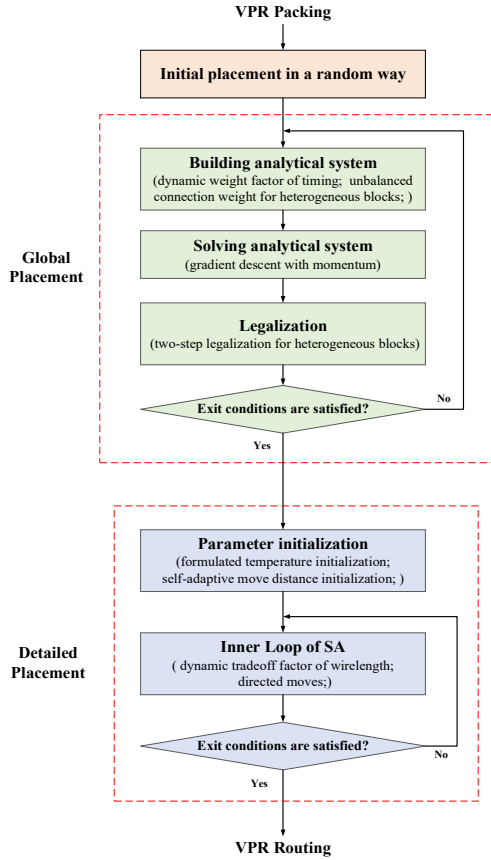 VPR Packing
Initial placement in a random way
Building analytical system
(dynamic weight factor of timing; unbalanced
connection weight for heterogeneous blocks; )
Global
Placement
Solving analytical system
(gradient descent with momentum)
Legalization
(two-step legalization for heterogeneous blocks)
Exit conditions are satisfied?
No
Yes
Parameter initialization
(formulated temperature initialization;
self-adaptive move distance initialization; )
Detailed
Placement
Inner Loop of SA
( dynamic tradeoff factor of wirelength;
directed moves;)
Exit conditions are satisfied?
No
Yes
VPR Routing